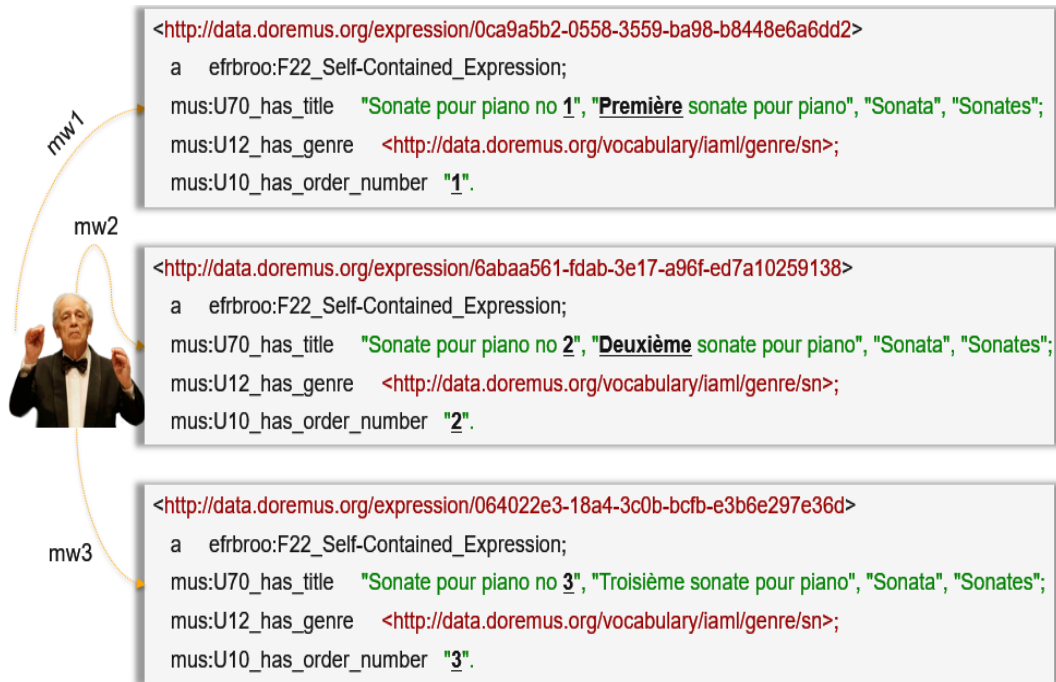 <http://data.doremus.org/expression/0ca9a5b2-0558-3559-ba98-b8448e6a6dd2>
a efrbroo:F22_Self-Contained_Expression;
mus:U70_has_title "Sonate pour piano no 1", "Première sonate pour piano", "Sonata", "Sonates";
mw1
mus:U12_has_genre <http://data.doremus.org/vocabulary/iaml/genre/sn>;
mus:U10_has_order_number "1".
mw2
<http://data.doremus.org/expression/6abaa561-fdab-3e17-a96f-ed7a10259138>
a efrbroo:F22_Self-Contained_Expression;
mus:U70_has_title "Sonate pour piano no 2", "Deuxième sonate pour piano", "Sonata", "Sonates";
mus:U12_has_genre <http://data.doremus.org/vocabulary/iaml/genre/sn>;
mus:U10_has_order_number "2".
<http://data.doremus.org/expression/064022e3-18a4-3c0b-bcfb-e3b6e297e36d>
a efrbroo:F22_Self-Contained_Expression;
mw3
mus:U70_has_title "Sonate pour piano no 3", "Troisième sonate pour piano", "Sonata", "Sonates";
mus:U12_has_genre <http://data.doremus.org/vocabulary/iaml/genre/sn>;
mus:U10_has_order_number "3".